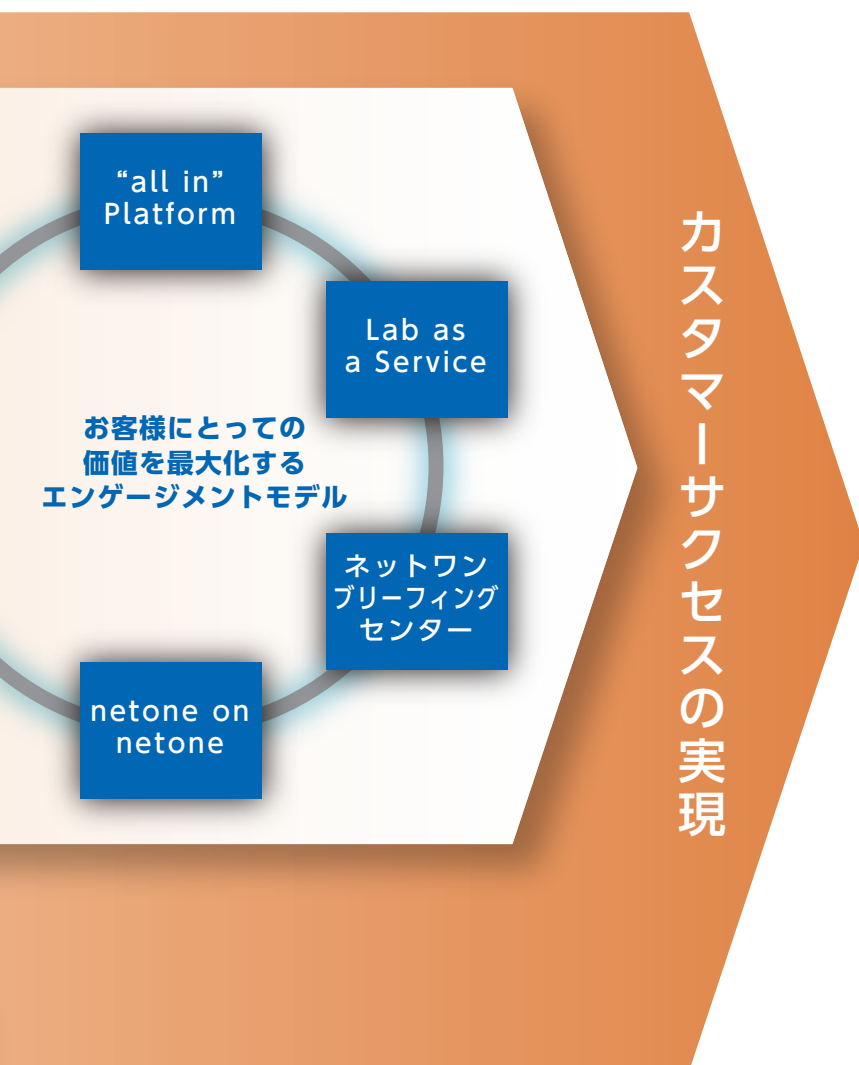 “all in”
Platform
Lab as
a Service
お客様にとっての
価値を最大化する
エンゲージメントモデル
ネットワン
ブリーフィング
センター
netone on
netone
カスタマーサクセスの実現